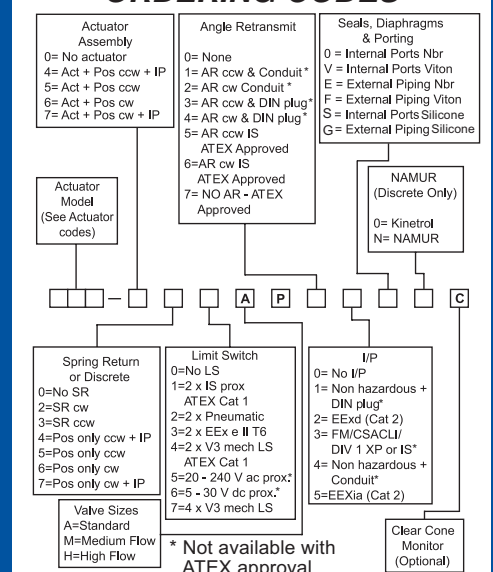 ORDERING CODES
Actuator
Assembly
0= No actuator
4= Act + Pos ccw + IP
5= Act + Pos ccw
6= Act + Pos cw
7= Act + Pos cw + IP
Angle Retransmit
0= None
1= AR ccw & Conduit*
2= AR cw Conduit*
3= AR ccw & DIN plug*
4= AR cw & DIN plug*
5= AR ccw IS
ATEX Approved
6=AR cw IS
ATEX Approved
7= NO AR - ATEX
Approved
Seals, Diaphragms
& Porting
0 = Internal Ports Nbr
V = Internal Ports Viton
E = External Piping Nbr
F = External Piping Viton
S = Internal Ports Silicone
G= External Piping Silicone
Actuator
Model
(See Actuator
codes)
NAMUR
(Discrete Only)
0= Kinetrol
N= NAMUR
– A P C
Spring Return
or Discrete
0=No SR
2=SR cw
3=SR ccw
4=Pos only ccw + IP
5=Pos only ccw
6=Pos only cw
7=Pos only cw + IP
Limit Switch
0=No LS
1=2 x IS prox
ATEX Cat 1
2=2 x Pneumatic
3=2 x EEx e II T6
4=2 x V3 mech LS
ATEX Cat 1
5=20 - 240 V ac prox.*
6=5 - 30 V dc prox.*
7=4 x V3 mech LS
I/P
0= No I/P
1= Non hazardous +
DIN plug*
2= EExd (Cat 2)
3= FM/CSACLI/
DIV 1 XP or IS*
4= Non hazardous +
Conduit*
5=EEXia (Cat 2)
Valve Sizes
A=Standard
M=Medium Flow
H=High Flow
Clear Cone
Monitor
(Optional)
* Not available with
ATEX approval